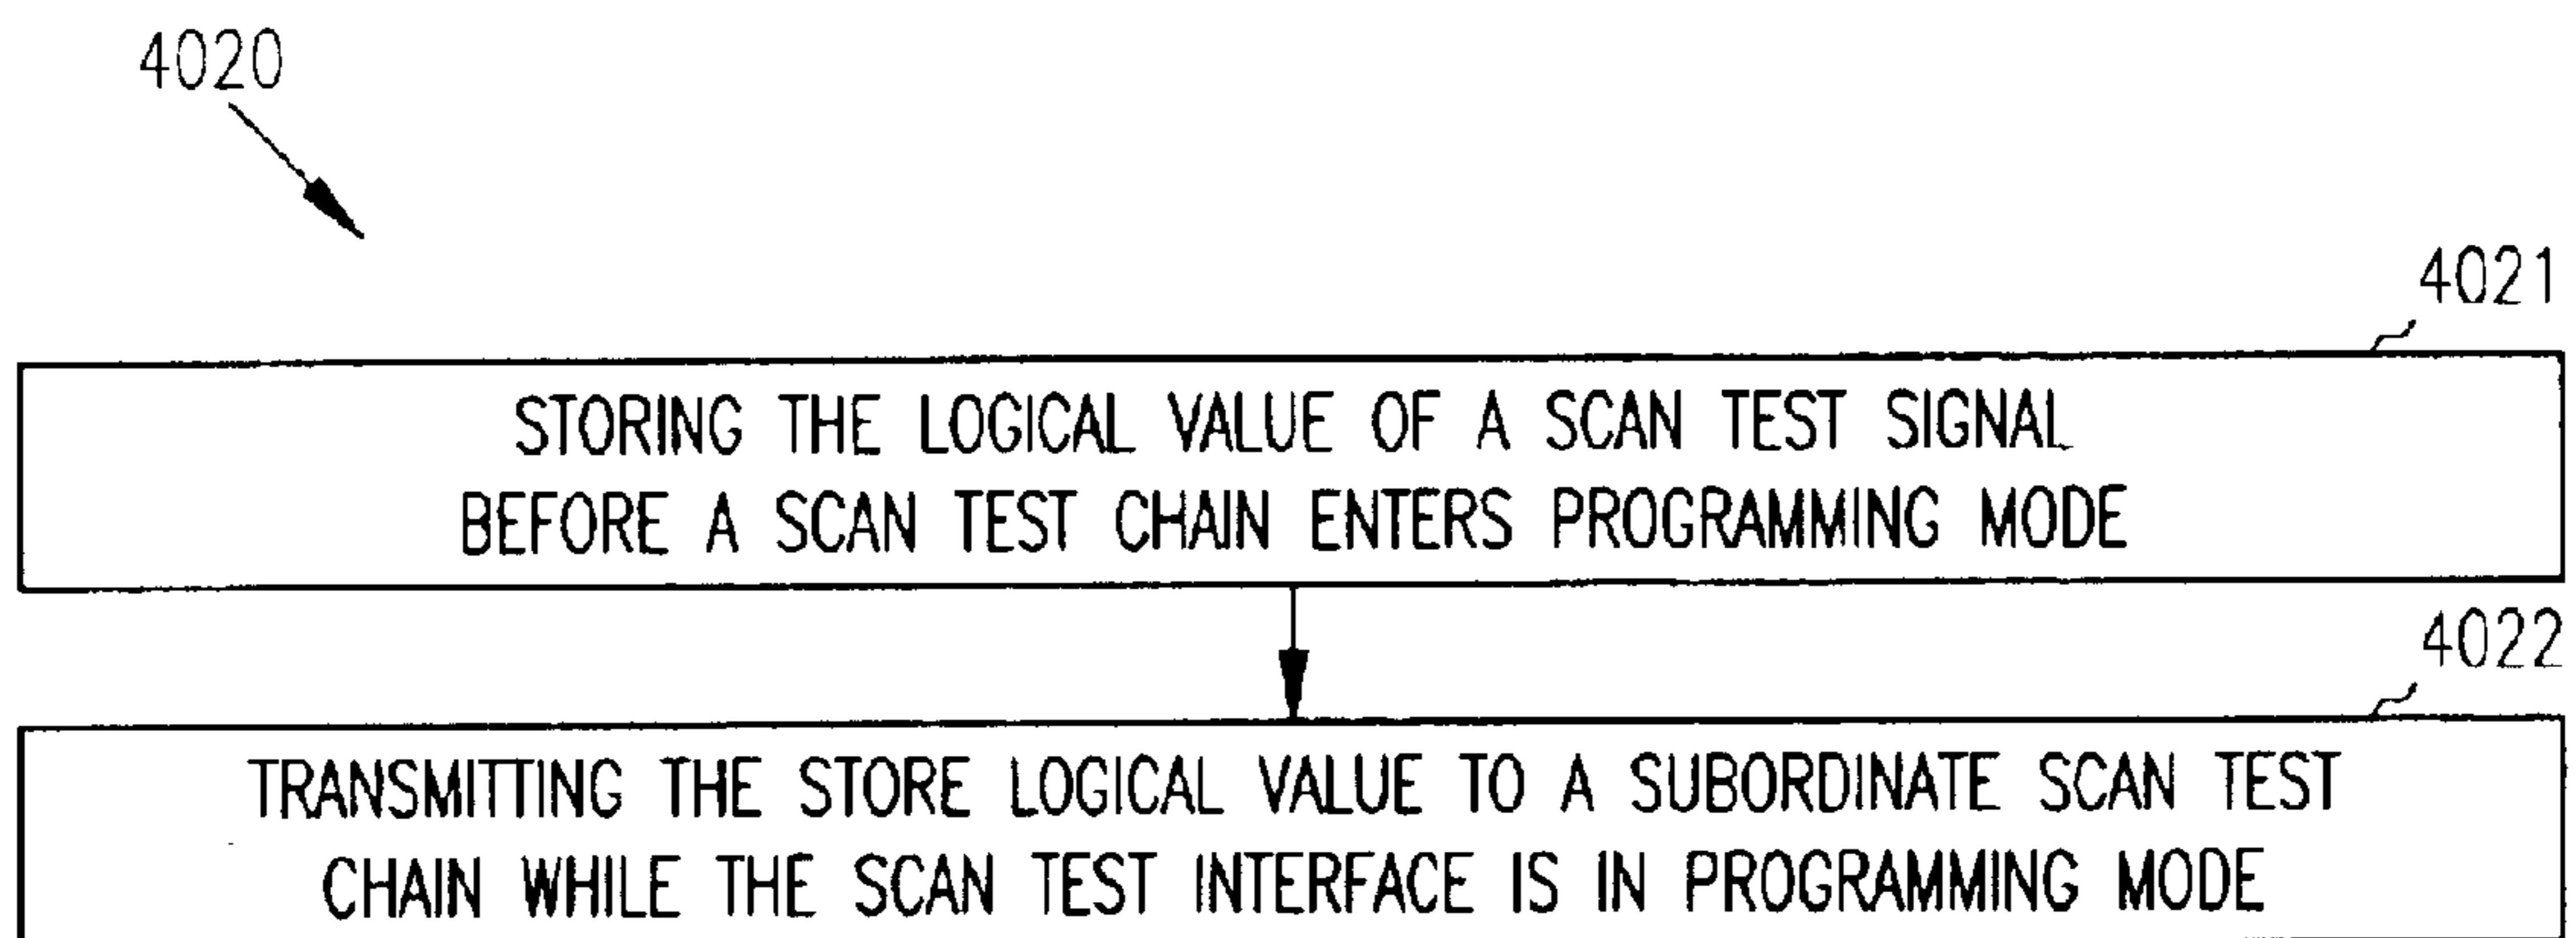 4020
4021
STORING THE LOGICAL VALUE OF A SCAN TEST SIGNAL
BEFORE A SCAN TEST CHAIN ENTERS PROGRAMMING MODE
4022
TRANSMITTING THE STORE LOGICAL VALUE TO A SUBORDINATE SCAN TEST
CHAIN WHILE THE SCAN TEST INTERFACE IS IN PROGRAMMING MODE